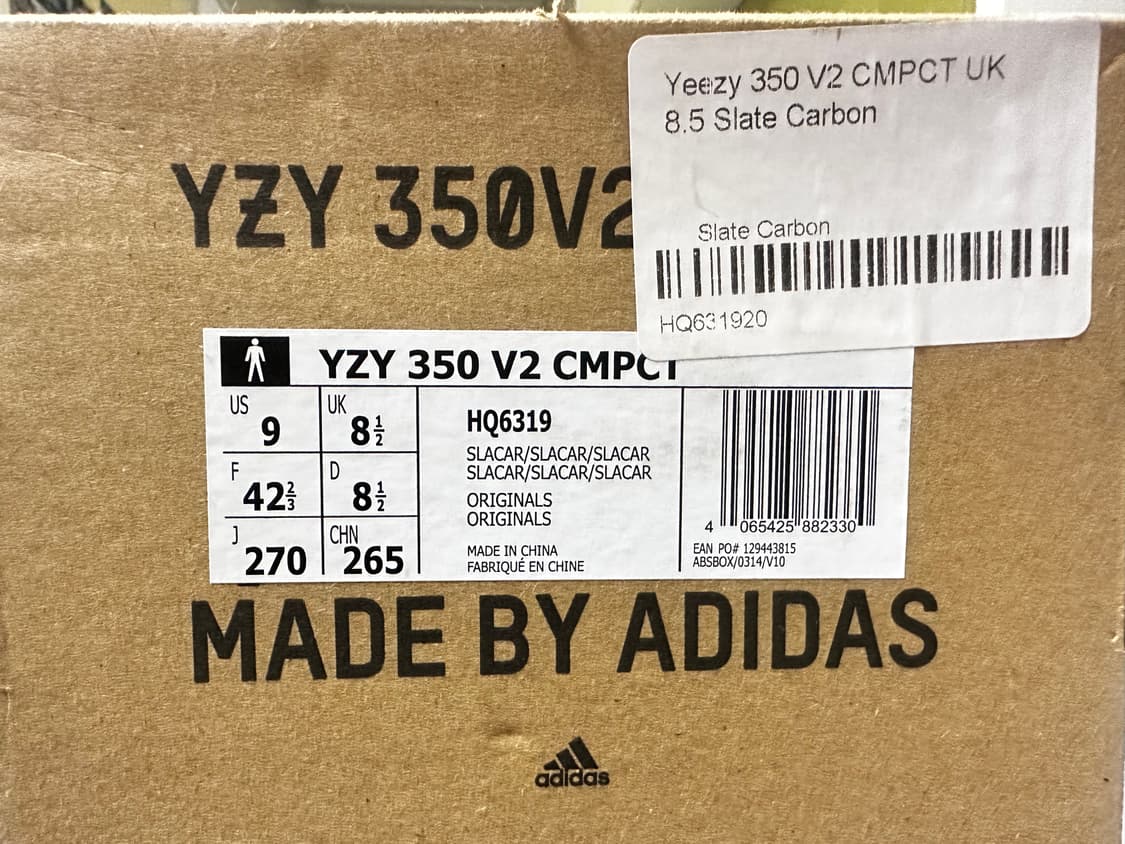 Yeezy 350 V2 CMPCT UK
8.5 Slate Carbon
Slate Carbon
HQ631920
YZY 350V2
YZY 350 V2 CMPCT
US
9
UK
8½
F
42⅔
D
8½
J
270
CHN
265
HQ6319
SLACAR/SLACAR/SLACAR
SLACAR/SLACAR/SLACAR
ORIGINALS
ORIGINALS
MADE IN CHINA
FABRIQUÉ EN CHINE
4 065425 882330
EAN PO# 129443815
ABSBOX/0314/V10
MADE BY ADIDAS
adidas